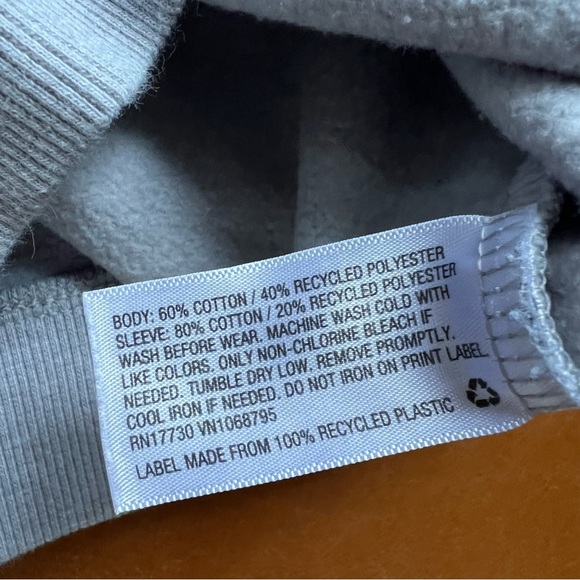 BODY: 60% COTTON / 40% RECYCLED POLYESTER
SLEEVE: 80% COTTON / 20% RECYCLED POLYESTER
WASH BEFORE WEAR. MACHINE WASH COLD WITH
LIKE COLORS. ONLY NON-CHLORINE BLEACH IF
NEEDED. TUMBLE DRY LOW. REMOVE PROMPTLY.
COOL IRON IF NEEDED. DO NOT IRON ON PRINT LABEL
RN17730 VN1068795
LABEL MADE FROM 100% RECYCLED PLASTIC